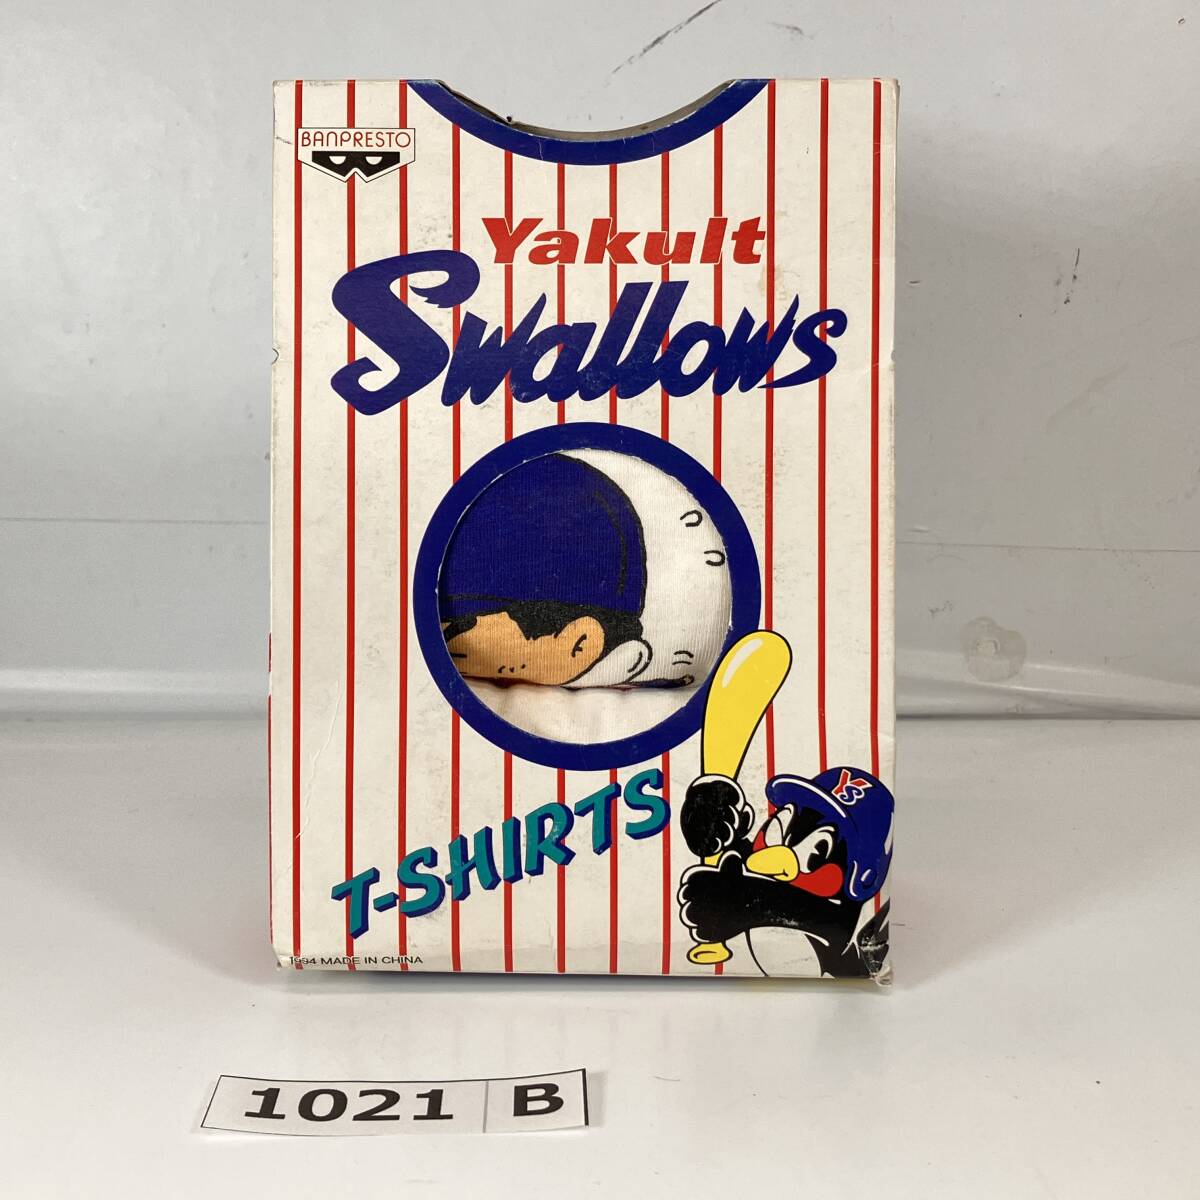 BANPRESTO
Yakult
Swallows
YS
T-SHIRTS
1994 MADE IN CHINA
1021 B